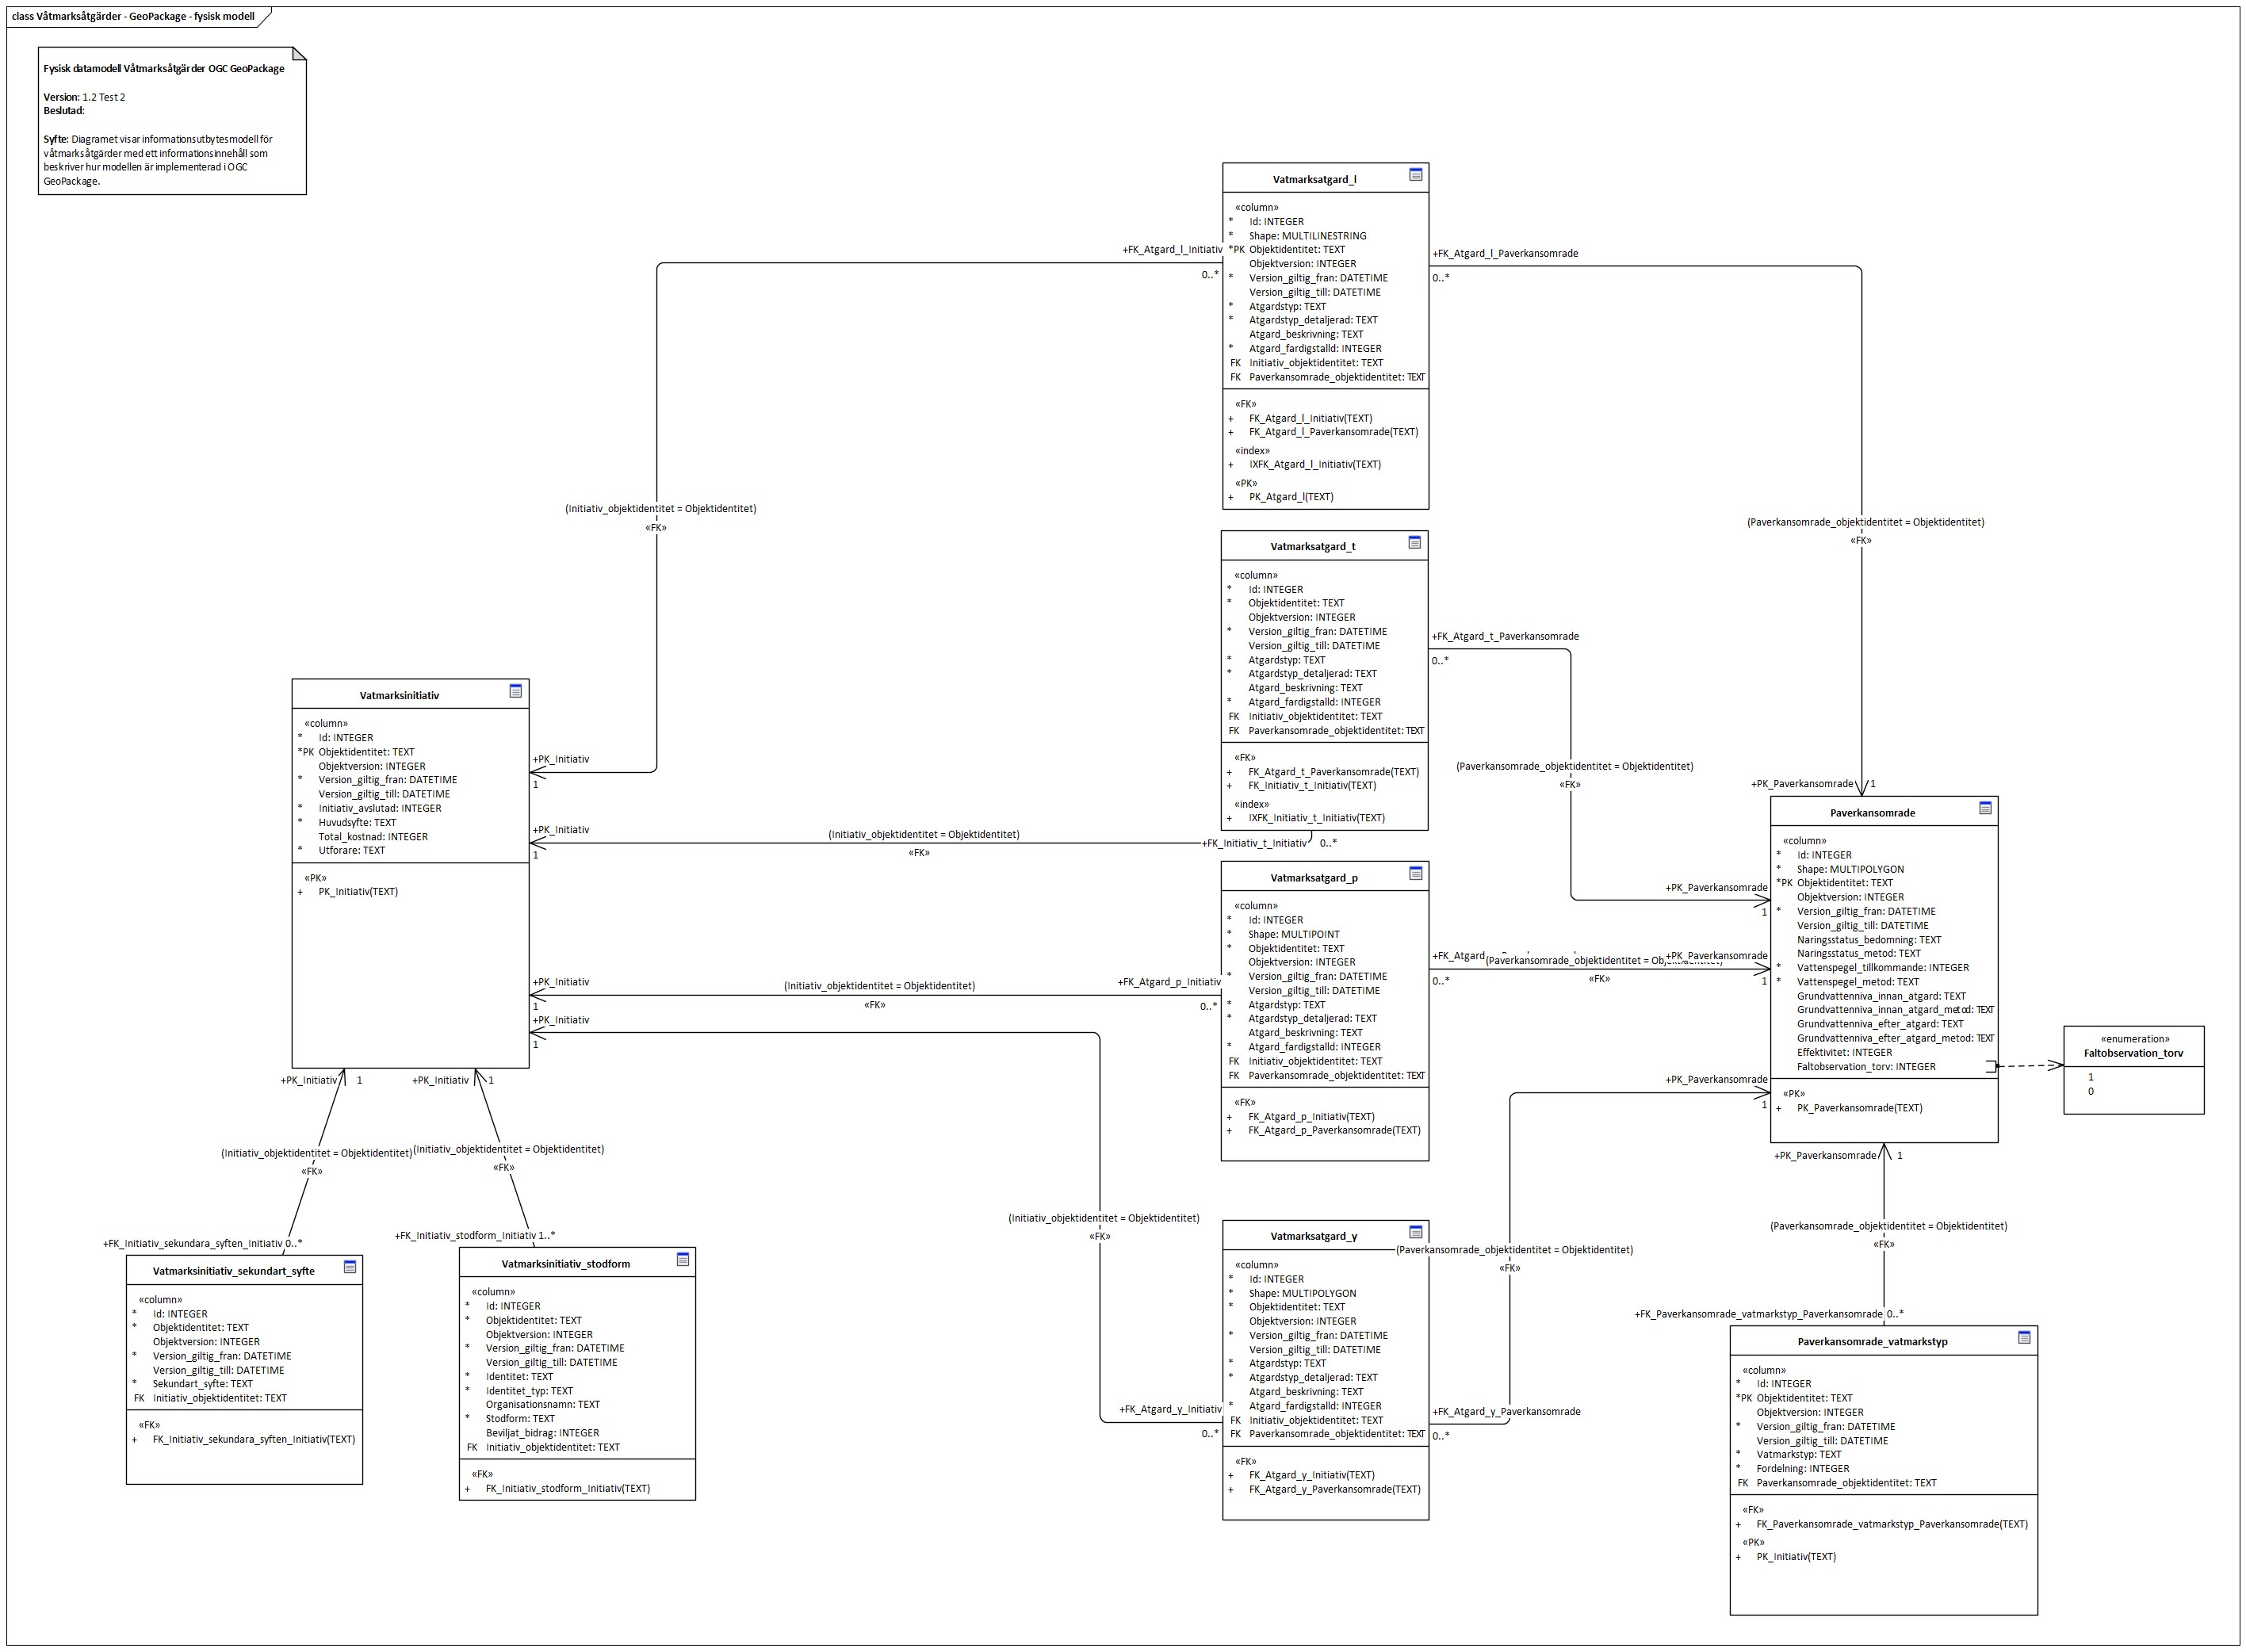 class Våtmarksåtgärder - GeoPackage - fysisk modell
Fysisk datamodell Våtmarksåtgärder OGC GeoPackage
Version: 1.2 Test 2
Beslutad:
Syfte: Diagramet visar informationsutbytesmodell för
våtmarksåtgärder med ett informationsinnehåll som
beskriver hur modellen är implementerad i OGC
GeoPackage.
Vatmarksatgard_l
«column»
* Id: INTEGER
* Shape: MULTILINESTRING
*PK Objektidentitet: TEXT
Objektversion: INTEGER
* Version_giltig_fran: DATETIME
Version_giltig_till: DATETIME
* Atgardstyp: TEXT
* Atgardstyp_detaljerad: TEXT
Atgard_beskrivning: TEXT
* Atgard_fardigstalld: INTEGER
FK Initiativ_objektidentitet: TEXT
FK Paverkansomrade_objektidentitet: TEXT
«FK»
+ FK_Atgard_l_Initiativ(TEXT)
+ FK_Atgard_l_Paverkansomrade(TEXT)
«index»
+ IXFK_Atgard_l_Initiativ(TEXT)
«PK»
+ PK_Atgard_l(TEXT)
+FK_Atgard_l_Initiativ
0..*
+FK_Atgard_l_Paverkansomrade
0..*
(Initiativ_objektidentitet = Objektidentitet)
«FK»
(Paverkansomrade_objektidentitet = Objektidentitet)
«FK»
Vatmarksatgard_t
«column»
* Id: INTEGER
* Objektidentitet: TEXT
Objektversion: INTEGER
* Version_giltig_fran: DATETIME
Version_giltig_till: DATETIME
* Atgardstyp: TEXT
* Atgardstyp_detaljerad: TEXT
Atgard_beskrivning: TEXT
* Atgard_fardigstalld: INTEGER
FK Initiativ_objektidentitet: TEXT
FK Paverkansomrade_objektidentitet: TEXT
«FK»
+ FK_Atgard_t_Paverkansomrade(TEXT)
+ FK_Initiativ_t_Initiativ(TEXT)
«index»
+ IXFK_Initiativ_t_Initiativ(TEXT)
+FK_Atgard_t_Paverkansomrade
0..*
(Paverkansomrade_objektidentitet = Objektidentitet)
«FK»
+FK_Initiativ_t_Initiativ
0..*
Vatmarksinitiativ
«column»
* Id: INTEGER
*PK Objektidentitet: TEXT
Objektversion: INTEGER
* Version_giltig_fran: DATETIME
Version_giltig_till: DATETIME
* Initiativ_avslutad: INTEGER
* Huvudsyfte: TEXT
Total_kostnad: INTEGER
* Utforare: TEXT
«PK»
+ PK_Initiativ(TEXT)
+PK_Initiativ
1
+PK_Initiativ
1
(Initiativ_objektidentitet = Objektidentitet)
«FK»
+PK_Initiativ
1
(Initiativ_objektidentitet = Objektidentitet)
«FK»
+PK_Initiativ
1
+PK_Initiativ
1
+PK_Initiativ
1
Vatmarksatgard_p
«column»
* Id: INTEGER
* Shape: MULTIPOINT
* Objektidentitet: TEXT
Objektversion: INTEGER
* Version_giltig_fran: DATETIME
Version_giltig_till: DATETIME
* Atgardstyp: TEXT
* Atgardstyp_detaljerad: TEXT
Atgard_beskrivning: TEXT
* Atgard_fardigstalld: INTEGER
FK Initiativ_objektidentitet: TEXT
FK Paverkansomrade_objektidentitet: TEXT
«FK»
+ FK_Atgard_p_Initiativ(TEXT)
+ FK_Atgard_p_Paverkansomrade(TEXT)
+FK_Atgard_p_Initiativ
0..*
+FK_Atgard
0..*
(Paverkansomrade_objektidentitet =
«FK»
+PK_Paverkansomrade
1
+PK_Paverkansomrade
1
+PK_Paverkansomrade
1
+PK_Paverkansomrade
1
Paverkansomrade
«column»
* Id: INTEGER
* Shape: MULTIPOLYGON
*PK Objektidentitet: TEXT
Objektversion: INTEGER
* Version_giltig_fran: DATETIME
Version_giltig_till: DATETIME
Naringsstatus_bedomning: TEXT
Naringsstatus_metod: TEXT
* Vattenspegel_tillkommande: INTEGER
* Vattenspegel_metod: TEXT
Grundvattenniva_innan_atgard: TEXT
Grundvattenniva_innan_atgard_metod: TEXT
Grundvattenniva_efter_atgard: TEXT
Grundvattenniva_efter_atgard_metod: TEXT
Effektivitet: INTEGER
Faltobservation_torv: INTEGER
«PK»
+ PK_Paverkansomrade(TEXT)
«enumeration»
Faltobservation_torv
1
0
+PK_Paverkansomrade
1
(Paverkansomrade_objektidentitet = Objektidentitet)
«FK»
+FK_Paverkansomrade_vatmarkstyp_Paverkansomrade
0..*
(Initiativ_objektidentitet = Objektidentitet)
«FK»
(Initiativ_objektidentitet = Objektidentitet)
«FK»
+FK_Initiativ_sekundara_syften_Initiativ
0..*
+FK_Initiativ_stodform_Initiativ
1..*
Vatmarksinitiativ_sekundart_syfte
«column»
* Id: INTEGER
* Objektidentitet: TEXT
Objektversion: INTEGER
* Version_giltig_fran: DATETIME
Version_giltig_till: DATETIME
* Sekundart_syfte: TEXT
FK Initiativ_objektidentitet: TEXT
«FK»
+ FK_Initiativ_sekundara_syften_Initiativ(TEXT)
Vatmarksinitiativ_stodform
«column»
* Id: INTEGER
* Objektidentitet: TEXT
Objektversion: INTEGER
* Version_giltig_fran: DATETIME
Version_giltig_till: DATETIME
* Identitet: TEXT
* Identitet_typ: TEXT
Organisationsnamn: TEXT
* Stodform: TEXT
Beviljat_bidrag: INTEGER
FK Initiativ_objektidentitet: TEXT
«FK»
+ FK_Initiativ_stodform_Initiativ(TEXT)
(Initiativ_objektidentitet = Objektidentitet)
«FK»
+FK_Atgard_y_Initiativ
0..*
Vatmarksatgard_y
«column»
* Id: INTEGER
* Shape: MULTIPOLYGON
* Objektidentitet: TEXT
Objektversion: INTEGER
* Version_giltig_fran: DATETIME
Version_giltig_till: DATETIME
* Atgardstyp: TEXT
* Atgardstyp_detaljerad: TEXT
Atgard_beskrivning: TEXT
* Atgard_fardigstalld: INTEGER
FK Initiativ_objektidentitet: TEXT
FK Paverkansomrade_objektidentitet: TEXT
«FK»
+ FK_Atgard_y_Initiativ(TEXT)
+ FK_Atgard_y_Paverkansomrade(TEXT)
(Paverkansomrade_objektidentitet = Objektidentitet)
«FK»
+FK_Atgard_y_Paverkansomrade
0..*
Paverkansomrade_vatmarkstyp
«column»
* Id: INTEGER
*PK Objektidentitet: TEXT
Objektversion: INTEGER
* Version_giltig_fran: DATETIME
Version_giltig_till: DATETIME
* Vatmarkstyp: TEXT
* Fordelning: INTEGER
FK Paverkansomrade_objektidentitet: TEXT
«FK»
+ FK_Paverkansomrade_vatmarkstyp_Paverkansomrade(TEXT)
«PK»
+ PK_Initiativ(TEXT)